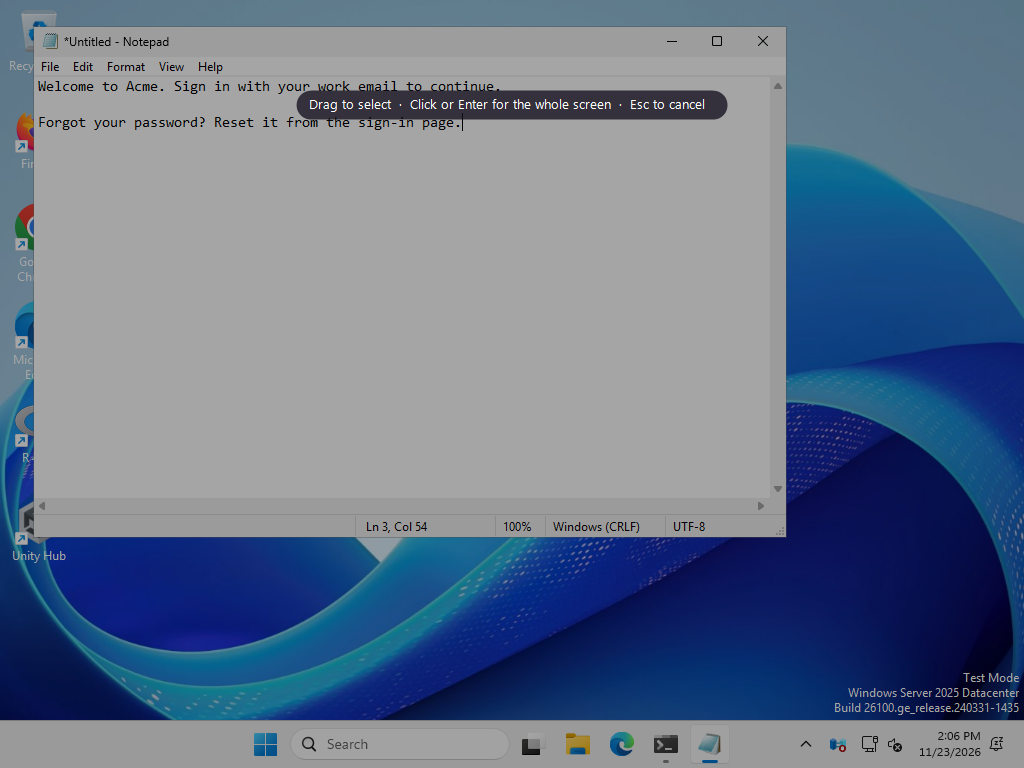 *Untitled - Notepad
File Edit Format View Help
Welcome to Acme. Sign in with your work email to continue.
Drag to select · Click or Enter for the whole screen · Esc to cancel
Forgot your password? Reset it from the sign-in page.
Ln 3, Col 54 100% Windows (CRLF) UTF-8
Unity Hub
Test Mode
Windows Server 2025 Datacenter
Build 26100.ge_release.240331-1435
Search
2:06 PM
11/23/2026